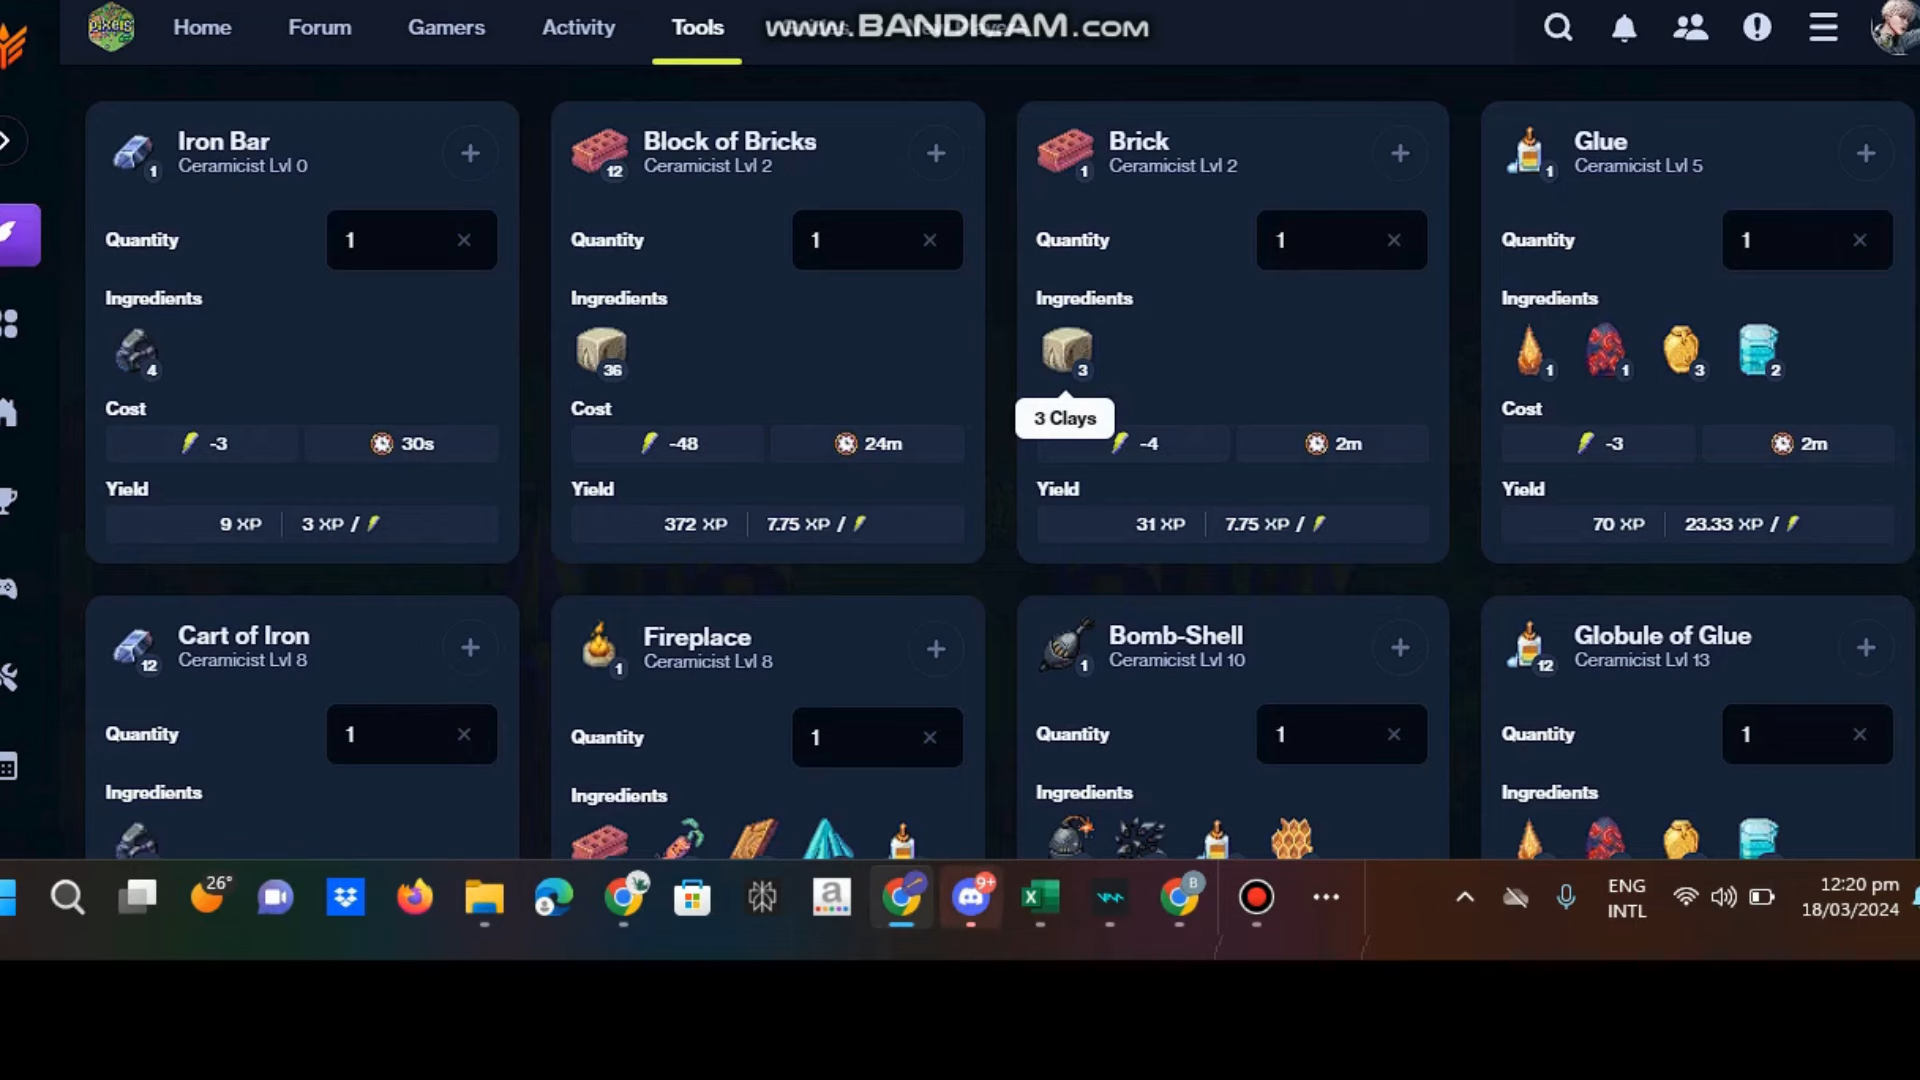 Home Forum Gamers Activity Tools
www.BANDICAM.com
Iron Bar
Ceramicist Lvl 0
1
Quantity
1
Ingredients
4
Cost
-3 30s
Yield
9 XP 3 XP /
Block of Bricks
Ceramicist Lvl 2
12
Quantity
1
Ingredients
36
Cost
-48 24m
Yield
372 XP 7.75 XP /
Brick
Ceramicist Lvl 2
1
Quantity
1
Ingredients
3
3 Clays
-4 2m
Yield
31 XP 7.75 XP /
Glue
Ceramicist Lvl 5
1
Quantity
1
Ingredients
1 1 3 2
Cost
-3 2m
Yield
70 XP 23.33 XP /
Cart of Iron
Ceramicist Lvl 8
12
Quantity
1
Ingredients
Fireplace
Ceramicist Lvl 8
1
Quantity
1
Ingredients
Bomb-Shell
Ceramicist Lvl 10
1
Quantity
1
Ingredients
Globule of Glue
Ceramicist Lvl 13
12
Quantity
1
Ingredients
26°
a
9+
B
ENG
INTL
12:20 pm
18/03/2024